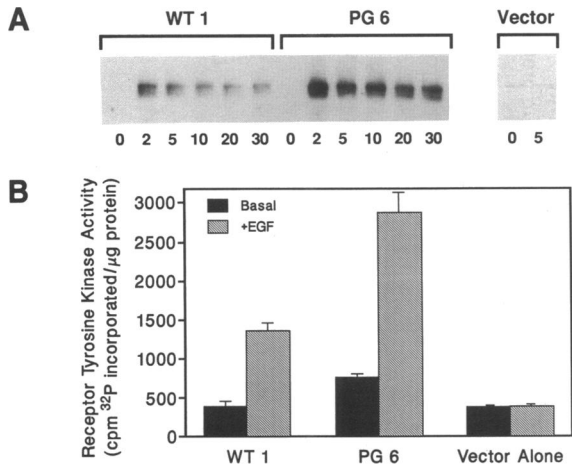 A
WT 1 PG 6 Vector
0 2 5 10 20 30 0 2 5 10 20 30 0 5
B
Receptor Tyrosine Kinase Activity
(cpm ³²P incorporated/μg protein)
3000
2500
2000
1500
1000
500
0
Basal
+EGF
WT 1 PG 6 Vector Alone